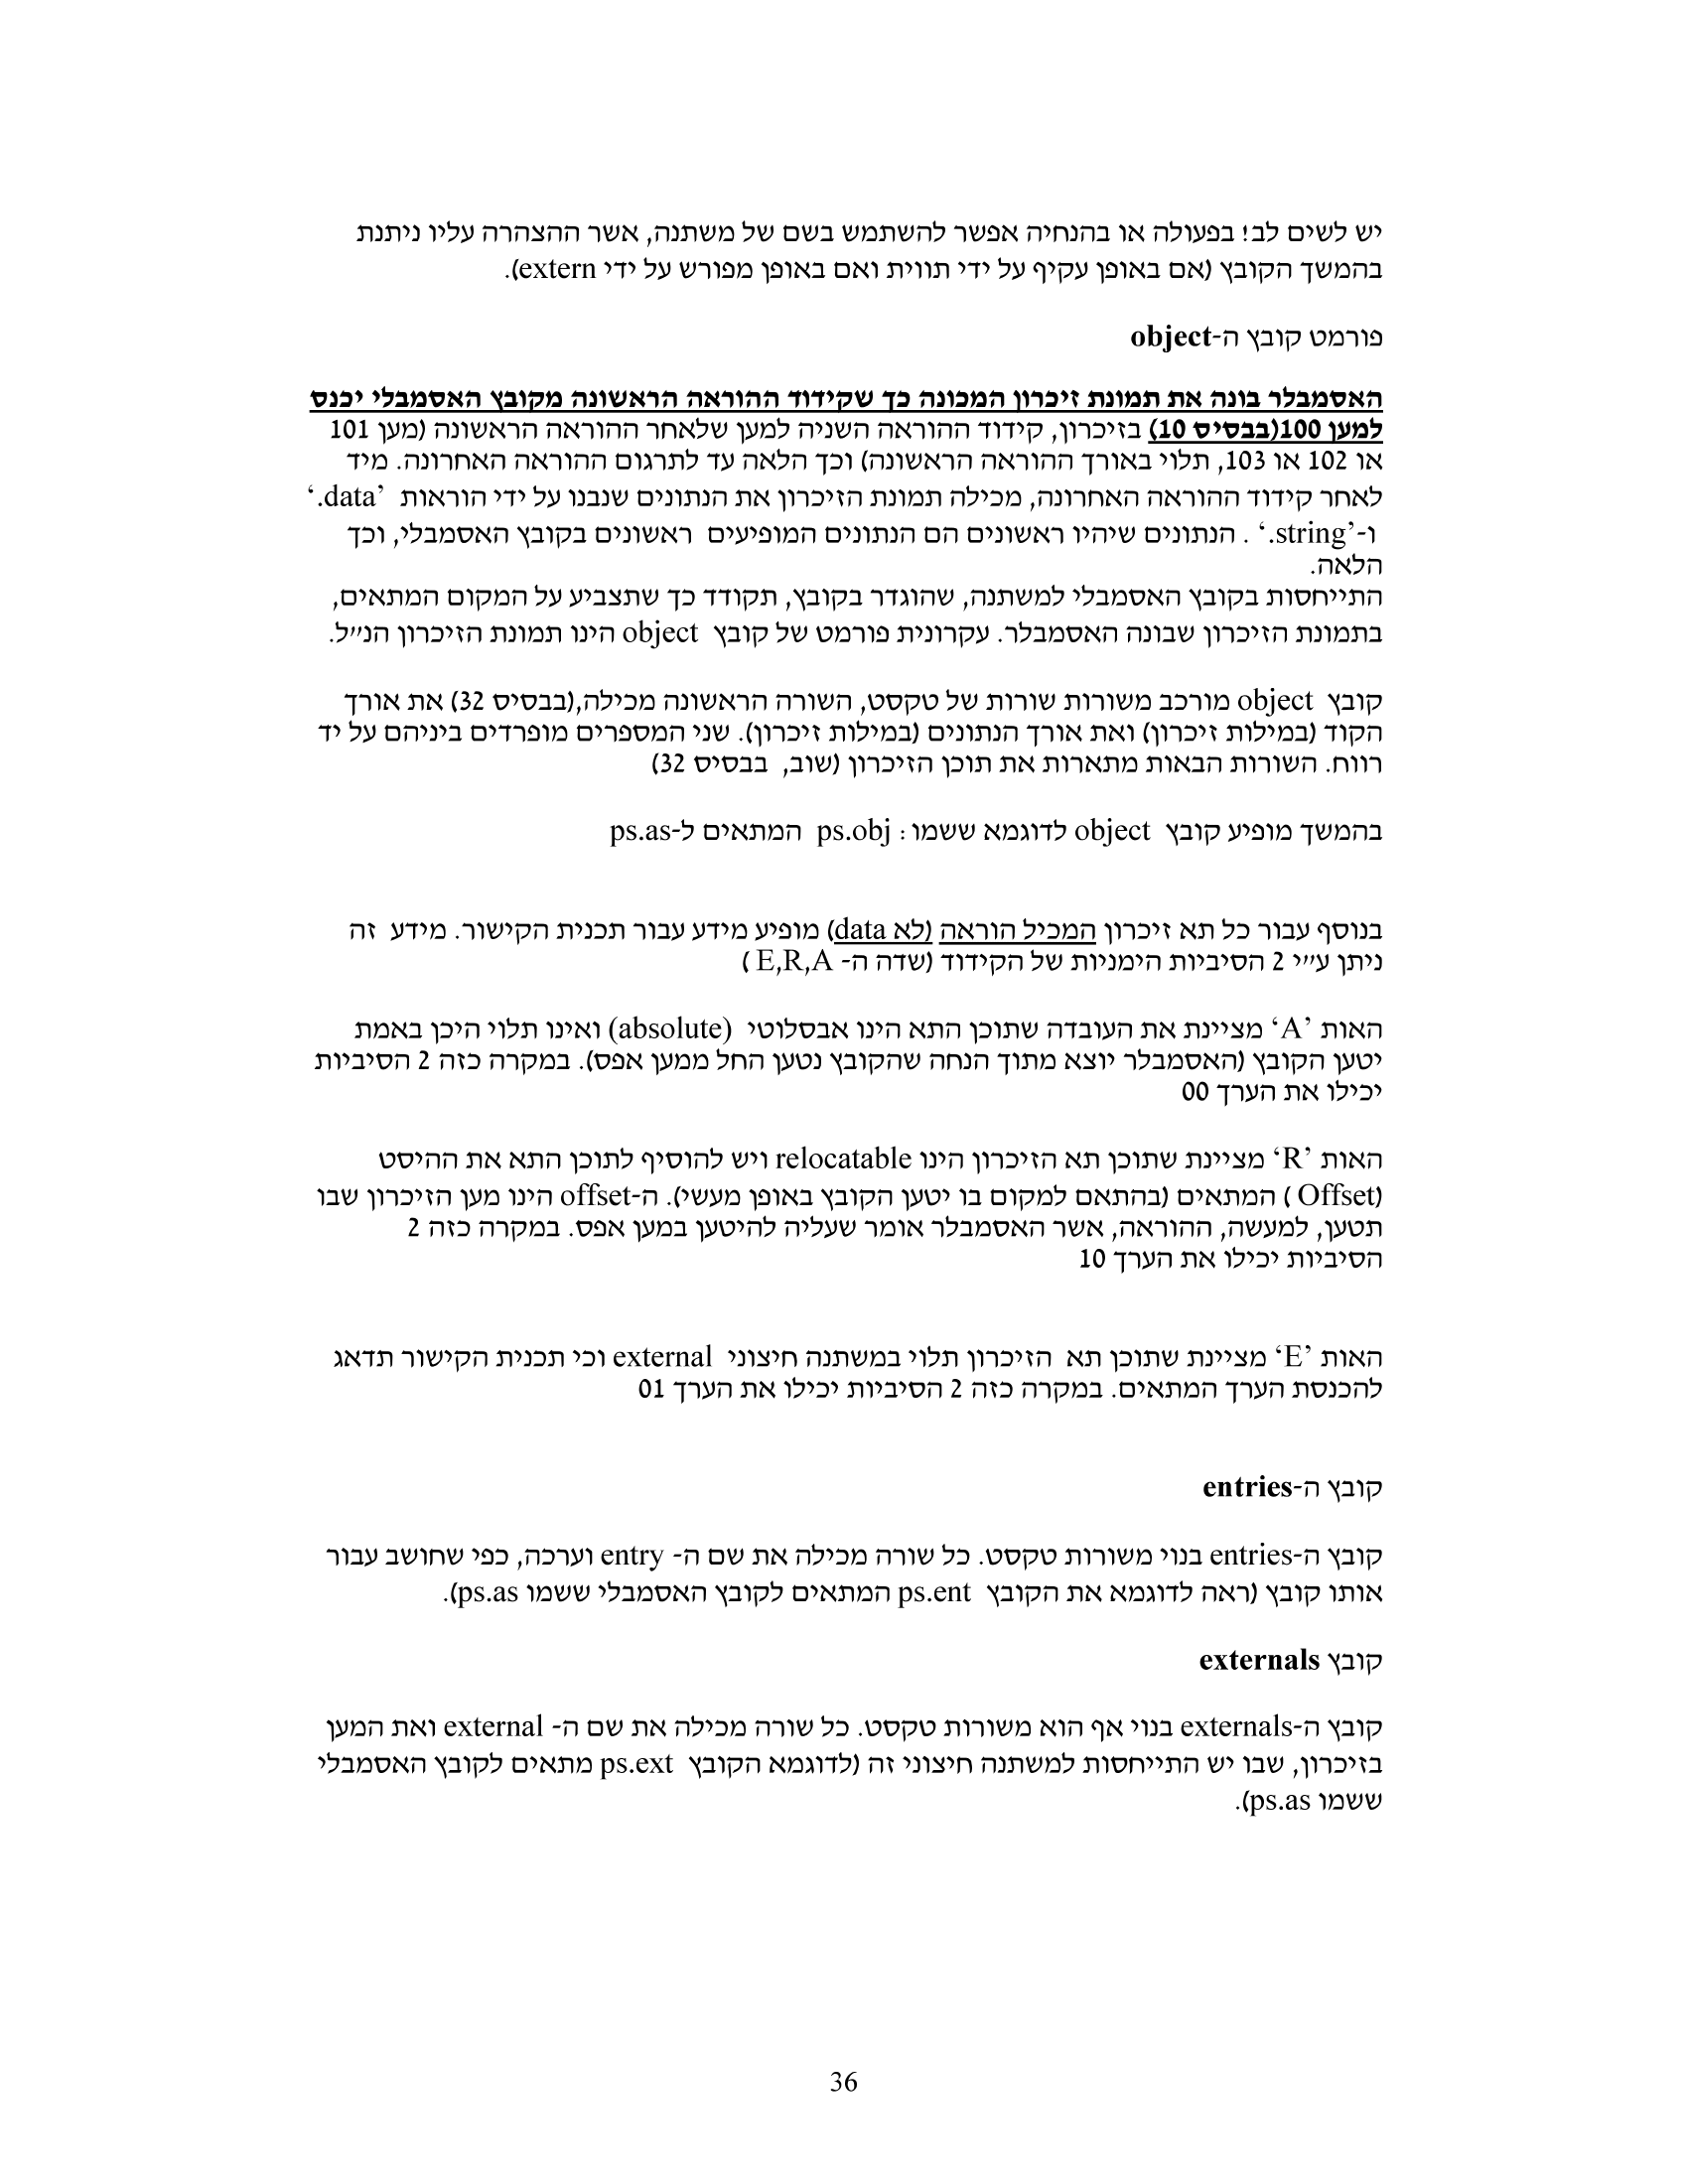 יש לשים לב! בפעולה או בהנחיה אפשר להשתמש בשם של משתנה, אשר ההצהרה עליו ניתנת
בהמשך הקובץ (אם באופן עקיף על ידי תווית ואם באופן מפורש על ידי extern).
פורמט קובץ ה-object
האסמבלר בונה את תמונת זיכרון המכונה כך שקידוד ההוראה הראשונה מקובץ האסמבלי יכנס
למען 100(בבסיס 10) בזיכרון, קידוד ההוראה השניה למען שלאחר ההוראה הראשונה (מען 101
או 102 או 103, תלוי באורך ההוראה הראשונה) וכך הלאה עד לתרגום ההוראה האחרונה. מיד
לאחר קידוד ההוראה האחרונה, מכילה תמונת הזיכרון את הנתונים שנבנו על ידי הוראות ’.data‘
ו-’.string‘ . הנתונים שיהיו ראשונים הם הנתונים המופיעים ראשונים בקובץ האסמבלי, וכך
הלאה.
התייחסות בקובץ האסמבלי למשתנה, שהוגדר בקובץ, תקודד כך שתצביע על המקום המתאים,
בתמונת הזיכרון שבונה האסמבלר. עקרונית פורמט של קובץ object הינו תמונת הזיכרון הנ״ל.
קובץ object מורכב משורות שורות של טקסט, השורה הראשונה מכילה,(בבסיס 32) את אורך
הקוד (במילות זיכרון) ואת אורך הנתונים (במילות זיכרון). שני המספרים מופרדים ביניהם על יד
רווח. השורות הבאות מתארות את תוכן הזיכרון (שוב, בבסיס 32)
בהמשך מופיע קובץ object לדוגמא ששמו : ps.obj המתאים ל-ps.as
בנוסף עבור כל תא זיכרון המכיל הוראה (לא data) מופיע מידע עבור תכנית הקישור. מידע זה
ניתן ע״י 2 הסיביות הימניות של הקידוד (שדה ה- E,R,A )
האות ’A‘ מציינת את העובדה שתוכן התא הינו אבסלוטי (absolute) ואינו תלוי היכן באמת
יטען הקובץ (האסמבלר יוצא מתוך הנחה שהקובץ נטען החל ממען אפס). במקרה כזה 2 הסיביות
יכילו את הערך 00
האות ’R‘ מציינת שתוכן תא הזיכרון הינו relocatable ויש להוסיף לתוכן התא את ההיסט
(Offset ) המתאים (בהתאם למקום בו יטען הקובץ באופן מעשי). ה-offset הינו מען הזיכרון שבו
תטען, למעשה, ההוראה, אשר האסמבלר אומר שעליה להיטען במען אפס. במקרה כזה 2
הסיביות יכילו את הערך 10
האות ’E‘ מציינת שתוכן תא הזיכרון תלוי במשתנה חיצוני external וכי תכנית הקישור תדאג
להכנסת הערך המתאים. במקרה כזה 2 הסיביות יכילו את הערך 01
קובץ ה-entries
קובץ ה-entries בנוי משורות טקסט. כל שורה מכילה את שם ה- entry וערכה, כפי שחושב עבור
אותו קובץ (ראה לדוגמא את הקובץ ps.ent המתאים לקובץ האסמבלי ששמו ps.as).
קובץ externals
קובץ ה-externals בנוי אף הוא משורות טקסט. כל שורה מכילה את שם ה- external ואת המען
בזיכרון, שבו יש התייחסות למשתנה חיצוני זה (לדוגמא הקובץ ps.ext מתאים לקובץ האסמבלי
ששמו ps.as).
36